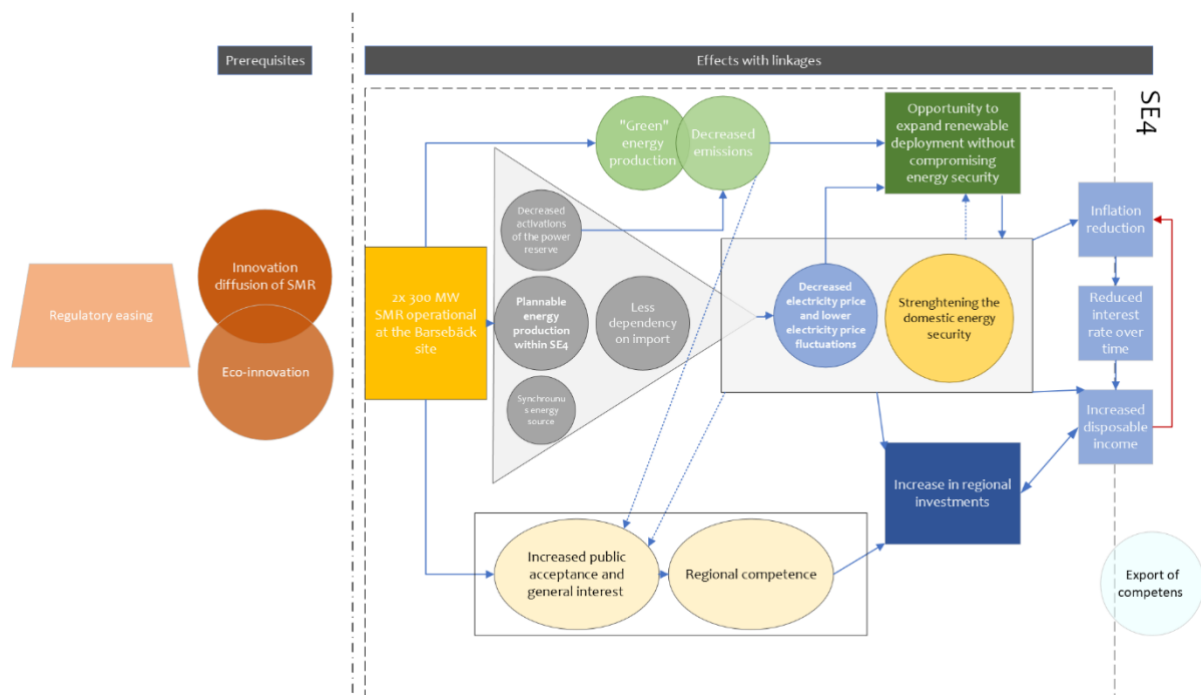 Prerequisites
Effects with linkages
SE4
"Green"
energy
production
Decreased
emissions
Opportunity to
expand renewable
deployment without
compromising
energy security
Decreased
activations
of the power
reserve
Inflation
reduction
Innovation
diffusion of SMR
Regulatory easing
2x 300 MW
SMR operational
at the Barsebäck
site
Plannable
energy
production
within SE4
Less
dependency
on import
Decreased
electricity price
and lower
electricity price
fluctuations
Strenghtening the
domestic energy
security
Reduced
interest
rate over
time
Eco-innovation
Synchrounu
s energy
source
Increased
disposable
income
Increase in regional
investments
Increased public
acceptance and
general interest
Regional competence
Export of
competens